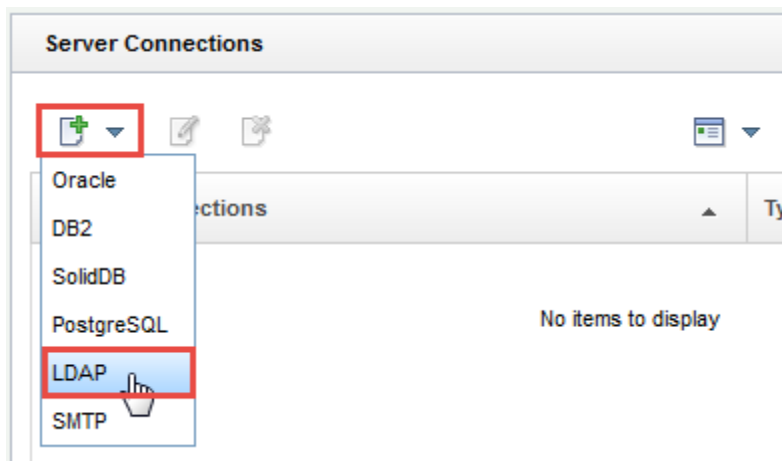 Server Connections
Oracle
ections
Ty
DB2
SolidDB
PostgreSQL
No items to display
LDAP
SMTP